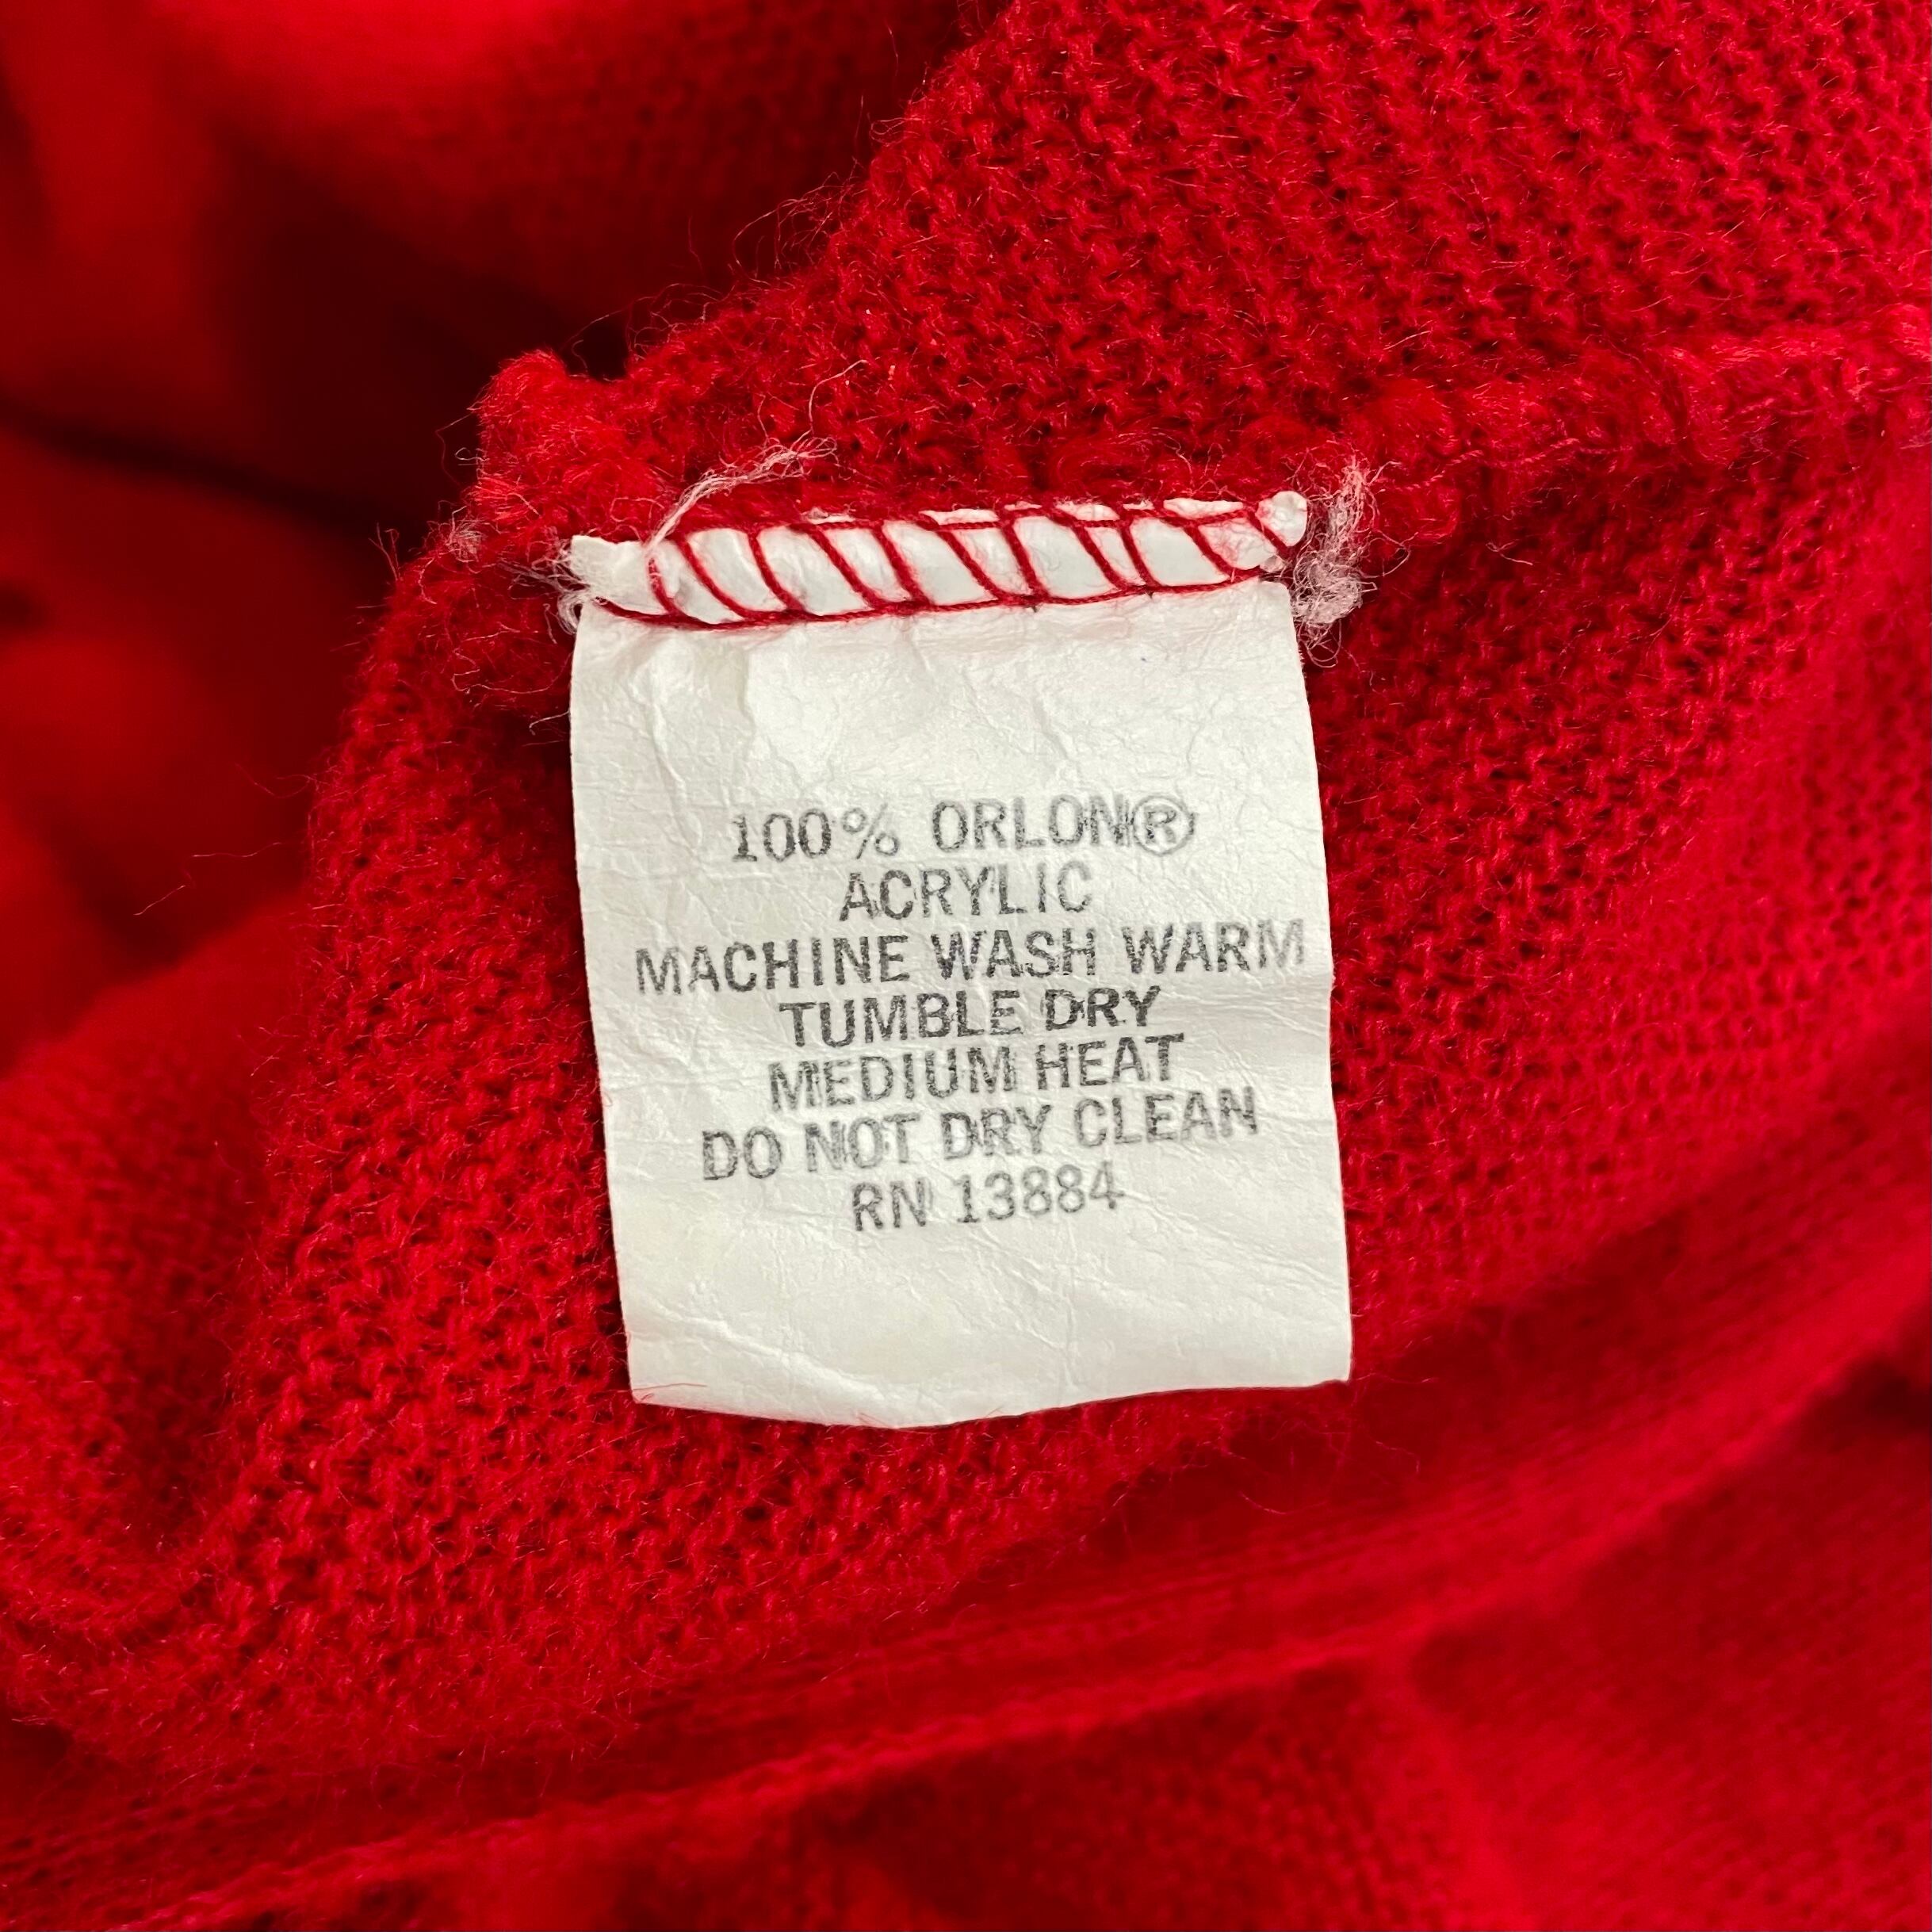 100% ORLON®
ACRYLIC
MACHINE WASH WARM
TUMBLE DRY
MEDIUM HEAT
DO NOT DRY CLEAN
RN 13884